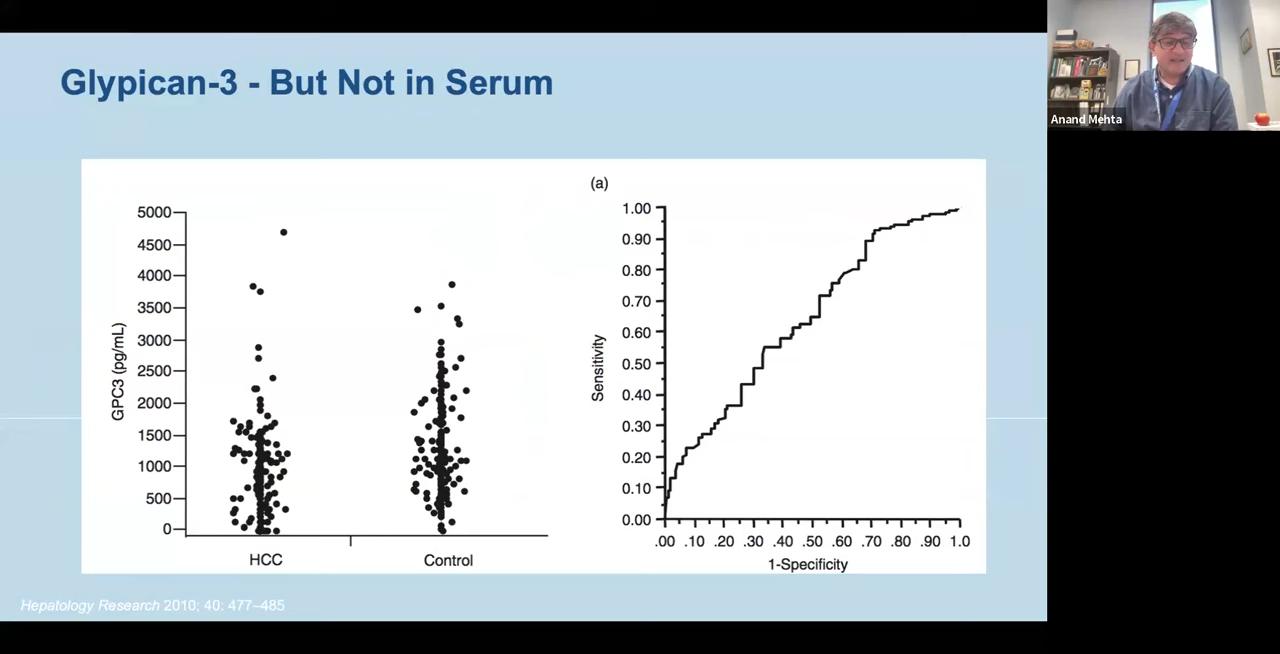 Glypican-3 - But Not in Serum
Anand Mehta
5000
4500
4000
3500
3000
2500
2000
1500
1000
500
0
GPC3 (pg/mL)
HCC
Control
(a)
1.00
0.90
0.80
0.70
0.60
0.50
0.40
0.30
0.20
0.10
0.00
Sensitivity
.00 .10 .20 .30 .40 .50 .60 .70 .80 .90 1.0
1-Specificity
Hepatology Research 2010; 40: 477–485